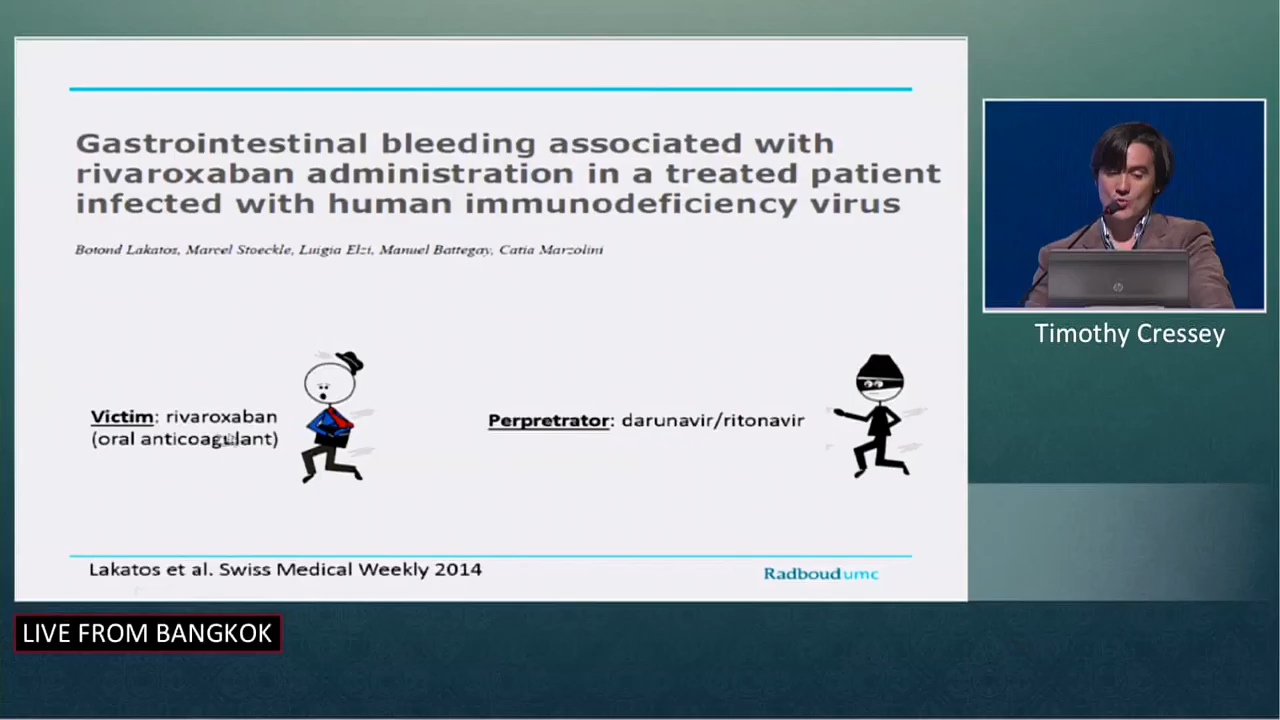 Gastrointestinal bleeding associated with
rivaroxaban administration in a treated patient
infected with human immunodeficiency virus
Botond Lakatos, Marcel Stoeckle, Luigia Elzi, Manuel Battegay, Catia Marzolini
Victim: rivaroxaban
(oral anticoagulant)
Perpretrator: darunavir/ritonavir
Lakatos et al. Swiss Medical Weekly 2014
Radboudumc
hp
Timothy Cressey
LIVE FROM BANGKOK